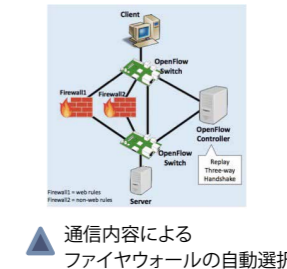 Client
OpenFlow
Switch
Firewall1
Firewall2
OpenFlow
Controller
OpenFlow
Switch
Replay
Three-way
Handshake
Firewall1 = web rules
Firewall2 = non-web rules
Server
通信内容による
ファイヤウォールの自動選択